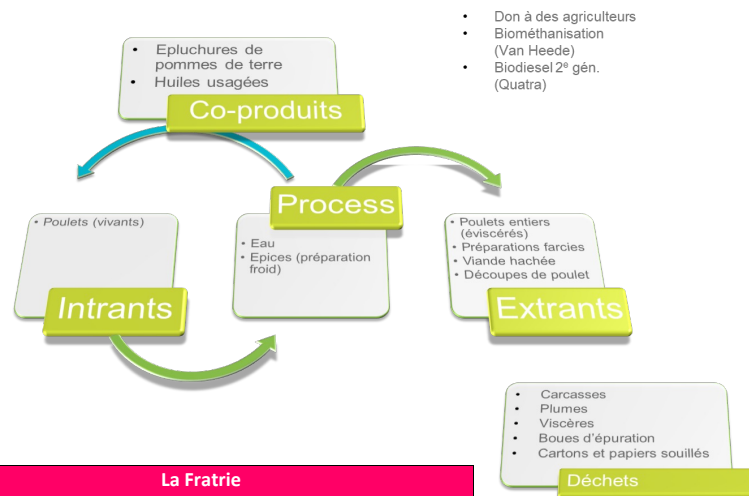 • Don à des agriculteurs
• Biométhanisation
(Van Heede)
• Biodiesel 2e gén.
(Quatra)
• Epluchures de
pommes de terre
• Huiles usagées
Co-produits
• Poulets (vivants)
Intrants
Process
• Eau
• Epices (préparation
froid)
• Poulets entiers
(éviscérés)
• Préparations farcies
• Viande hachée
• Découpes de poulet
Extrants
• Carcasses
• Plumes
• Viscères
• Boues d'épuration
• Cartons et papiers souillés
Déchets
La Fratrie